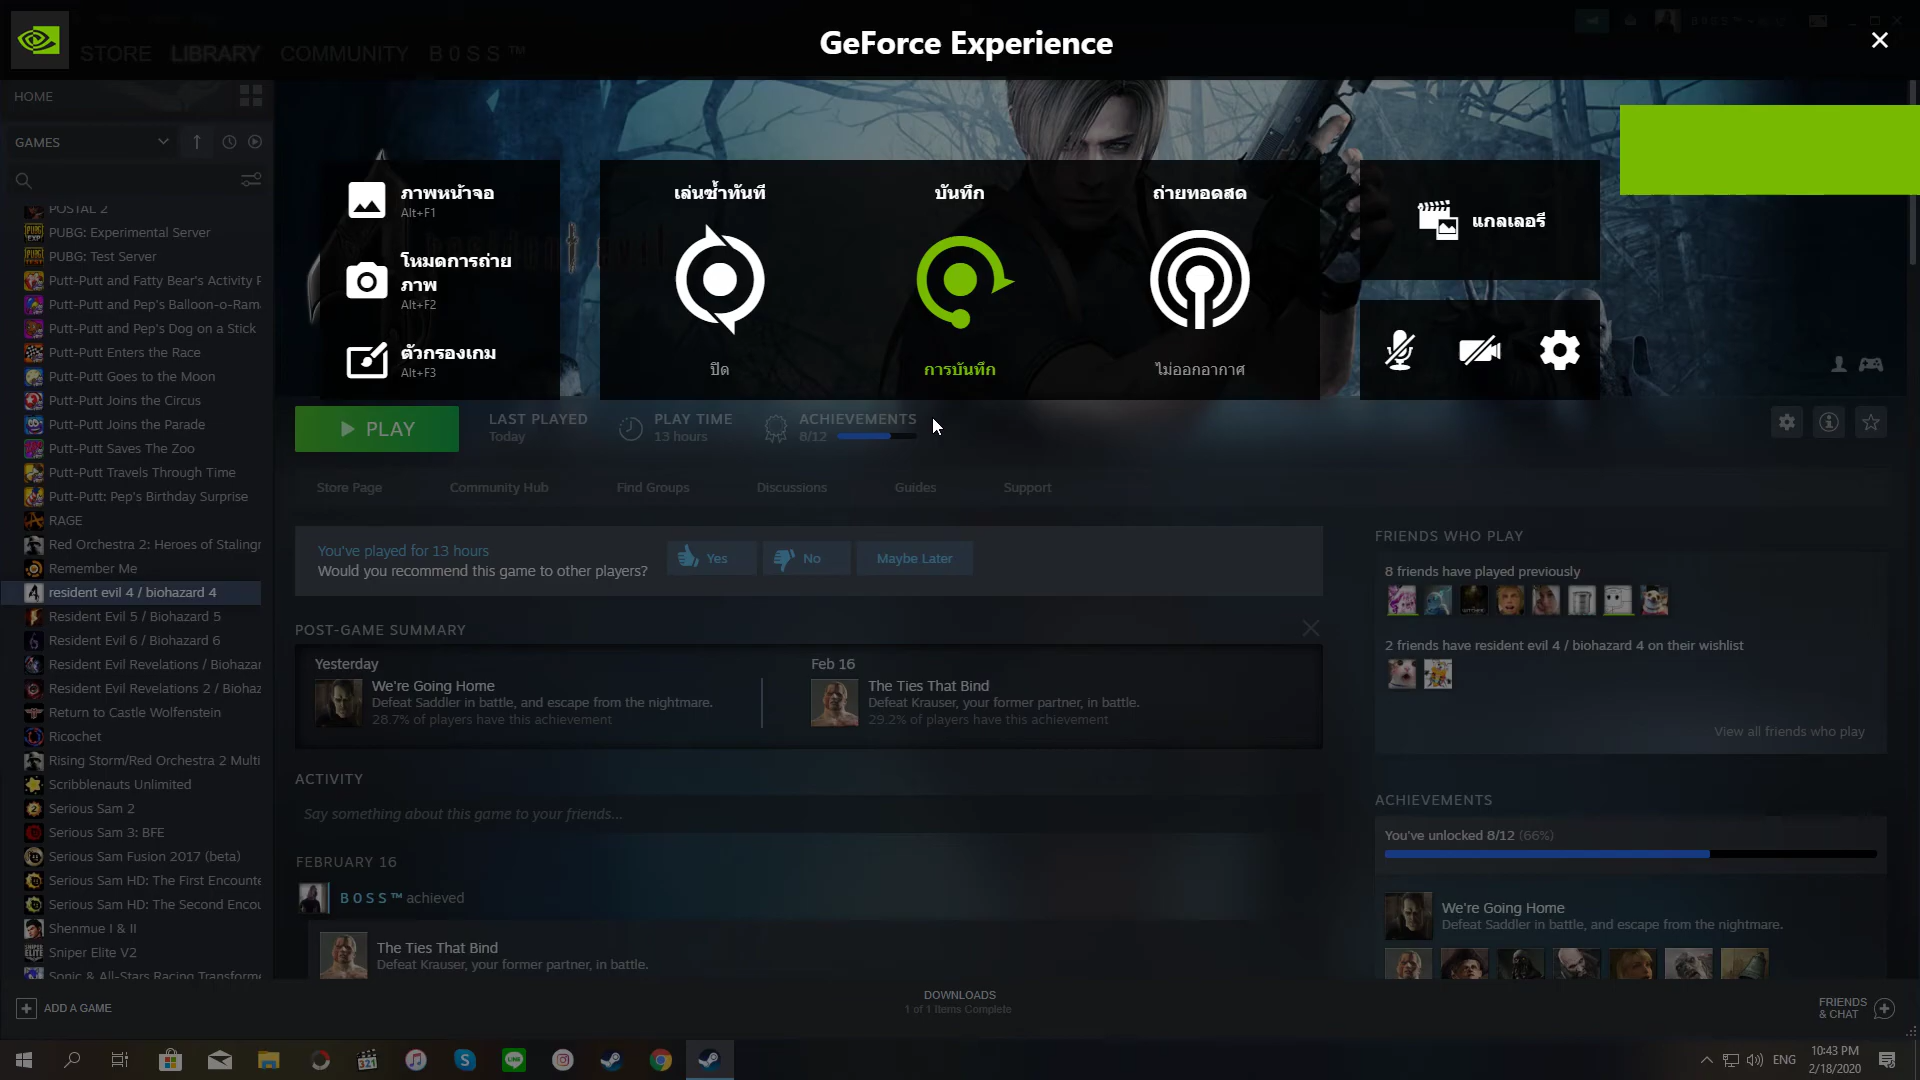 GeForce Experience
STORE
LIBRARY
COMMUNITY
B 0 S S ™
HOME
GAMES
POSTAL 2
PUBG: Experimental Server
PUBG: Test Server
Putt-Putt and Fatty Bear's Activity P
Putt-Putt and Pep's Balloon-o-Rama
Putt-Putt and Pep's Dog on a Stick
Putt-Putt Enters the Race
Putt-Putt Goes to the Moon
Putt-Putt Joins the Circus
Putt-Putt Joins the Parade
Putt-Putt Saves The Zoo
Putt-Putt Travels Through Time
Putt-Putt: Pep's Birthday Surprise
RAGE
Red Orchestra 2: Heroes of Stalingr
Remember Me
resident evil 4 / biohazard 4
Resident Evil 5 / Biohazard 5
Resident Evil 6 / Biohazard 6
Resident Evil Revelations / Biohazar
Resident Evil Revelations 2 / Biohaz
Return to Castle Wolfenstein
Ricochet
Rising Storm/Red Orchestra 2 Multi
Scribblenauts Unlimited
Serious Sam 2
Serious Sam 3: BFE
Serious Sam Fusion 2017 (beta)
Serious Sam HD: The First Encounte
Serious Sam HD: The Second Encou
Shenmue I & II
Sniper Elite V2
Sonic & All-Stars Racing Transforme
ADD A GAME
ภาพหน้าจอ
Alt+F1
โหมดการถ่าย
ภาพ
Alt+F2
ตัวกรองเกม
Alt+F3
เล่นซ้ำทันที
ปิด
บันทึก
การบันทึก
ถ่ายทอดสด
ไม่ออกอากาศ
แกลเลอรี
PLAY
LAST PLAYED
Today
PLAY TIME
13 hours
ACHIEVEMENTS
8/12
Store Page
Community Hub
Find Groups
Discussions
Guides
Support
You've played for 13 hours
Would you recommend this game to other players?
Yes
No
Maybe Later
POST-GAME SUMMARY
Yesterday
We're Going Home
Defeat Saddler in battle, and escape from the nightmare.
28.7% of players have this achievement
Feb 16
The Ties That Bind
Defeat Krauser, your former partner, in battle.
29.2% of players have this achievement
ACTIVITY
Say something about this game to your friends...
FEBRUARY 16
B 0 S S ™ achieved
The Ties That Bind
Defeat Krauser, your former partner, in battle.
FRIENDS WHO PLAY
8 friends have played previously
2 friends have resident evil 4 / biohazard 4 on their wishlist
View all friends who play
ACHIEVEMENTS
You've unlocked 8/12 (66%)
We're Going Home
Defeat Saddler in battle, and escape from the nightmare.
DOWNLOADS
1 of 1 Items Complete
FRIENDS
& CHAT
ENG
10:43 PM
2/18/2020